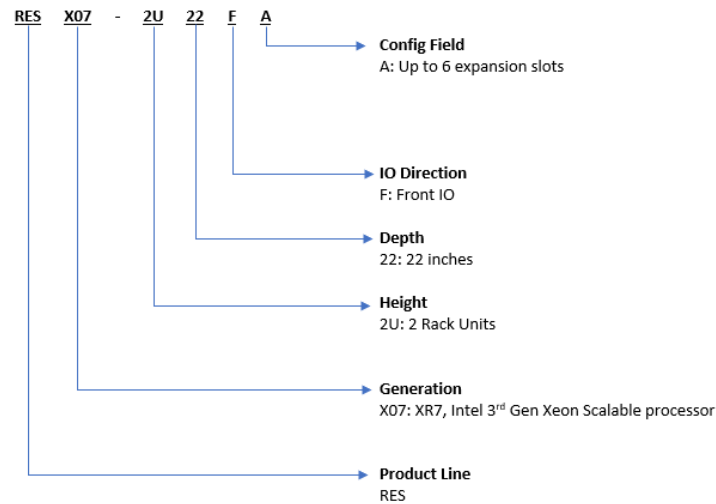 RES X07 - 2U 22 F A
Config Field
A: Up to 6 expansion slots
IO Direction
F: Front IO
Depth
22: 22 inches
Height
2U: 2 Rack Units
Generation
X07: XR7, Intel 3rd Gen Xeon Scalable processor
Product Line
RES